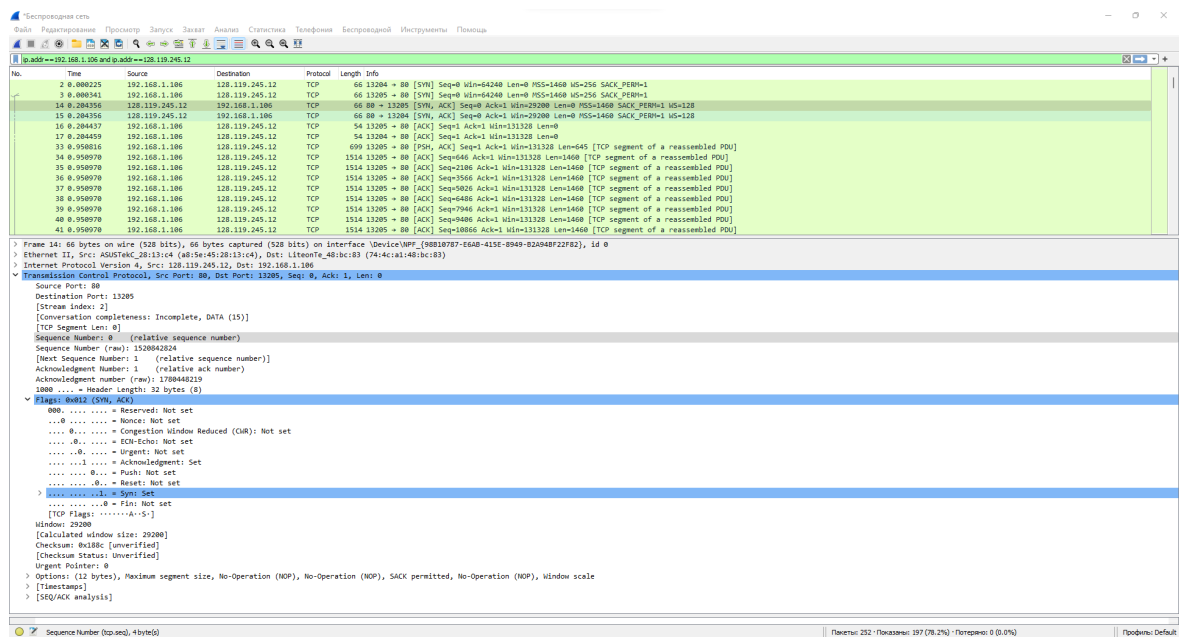 *Беспроводная сеть
Файл Редактирование Просмотр Запуск Захват Анализ Статистика Телефония Беспроводной Инструменты Помощь
ip.addr==192.168.1.106 and ip.addr==128.119.245.12
No. Time Source Destination Protocol Length Info
2 0.000225 192.168.1.106 128.119.245.12 TCP 66 13204 → 80 [SYN] Seq=0 Win=64240 Len=0 MSS=1460 WS=256 SACK_PERM=1
3 0.000341 192.168.1.106 128.119.245.12 TCP 66 13205 → 80 [SYN] Seq=0 Win=64240 Len=0 MSS=1460 WS=256 SACK_PERM=1
14 0.204356 128.119.245.12 192.168.1.106 TCP 66 80 → 13205 [SYN, ACK] Seq=0 Ack=1 Win=29200 Len=0 MSS=1460 SACK_PERM=1 WS=128
15 0.204356 128.119.245.12 192.168.1.106 TCP 66 80 → 13204 [SYN, ACK] Seq=0 Ack=1 Win=29200 Len=0 MSS=1460 SACK_PERM=1 WS=128
16 0.204437 192.168.1.106 128.119.245.12 TCP 54 13205 → 80 [ACK] Seq=1 Ack=1 Win=131328 Len=0
17 0.204459 192.168.1.106 128.119.245.12 TCP 54 13204 → 80 [ACK] Seq=1 Ack=1 Win=131328 Len=0
33 0.950816 192.168.1.106 128.119.245.12 TCP 699 13205 → 80 [PSH, ACK] Seq=1 Ack=1 Win=131328 Len=645 [TCP segment of a reassembled PDU]
34 0.950970 192.168.1.106 128.119.245.12 TCP 1514 13205 → 80 [ACK] Seq=646 Ack=1 Win=131328 Len=1460 [TCP segment of a reassembled PDU]
35 0.950970 192.168.1.106 128.119.245.12 TCP 1514 13205 → 80 [ACK] Seq=2106 Ack=1 Win=131328 Len=1460 [TCP segment of a reassembled PDU]
36 0.950970 192.168.1.106 128.119.245.12 TCP 1514 13205 → 80 [ACK] Seq=3566 Ack=1 Win=131328 Len=1460 [TCP segment of a reassembled PDU]
37 0.950970 192.168.1.106 128.119.245.12 TCP 1514 13205 → 80 [ACK] Seq=5026 Ack=1 Win=131328 Len=1460 [TCP segment of a reassembled PDU]
38 0.950970 192.168.1.106 128.119.245.12 TCP 1514 13205 → 80 [ACK] Seq=6486 Ack=1 Win=131328 Len=1460 [TCP segment of a reassembled PDU]
39 0.950970 192.168.1.106 128.119.245.12 TCP 1514 13205 → 80 [ACK] Seq=7946 Ack=1 Win=131328 Len=1460 [TCP segment of a reassembled PDU]
40 0.950970 192.168.1.106 128.119.245.12 TCP 1514 13205 → 80 [ACK] Seq=9406 Ack=1 Win=131328 Len=1460 [TCP segment of a reassembled PDU]
41 0.950970 192.168.1.106 128.119.245.12 TCP 1514 13205 → 80 [ACK] Seq=10866 Ack=1 Win=131328 Len=1460 [TCP segment of a reassembled PDU]
Frame 14: 66 bytes on wire (528 bits), 66 bytes captured (528 bits) on interface \Device\NPF_{98B10787-E6AB-415E-8949-B2A94BF22F82}, id 0
Ethernet II, Src: ASUSTekC_28:13:c4 (a8:5e:45:28:13:c4), Dst: LiteonTe_48:bc:83 (74:4c:a1:48:bc:83)
Internet Protocol Version 4, Src: 128.119.245.12, Dst: 192.168.1.106
Transmission Control Protocol, Src Port: 80, Dst Port: 13205, Seq: 0, Ack: 1, Len: 0
Source Port: 80
Destination Port: 13205
[Stream index: 2]
[Conversation completeness: Incomplete, DATA (15)]
[TCP Segment Len: 0]
Sequence Number: 0 (relative sequence number)
Sequence Number (raw): 1520842824
[Next Sequence Number: 1 (relative sequence number)]
Acknowledgment Number: 1 (relative ack number)
Acknowledgment number (raw): 1780448219
1000 .... = Header Length: 32 bytes (8)
Flags: 0x012 (SYN, ACK)
000. .... .... = Reserved: Not set
...0 .... .... = Nonce: Not set
.... 0... .... = Congestion Window Reduced (CWR): Not set
.... .0.. .... = ECN-Echo: Not set
.... ..0. .... = Urgent: Not set
.... ...1 .... = Acknowledgment: Set
.... .... 0... = Push: Not set
.... .... .0.. = Reset: Not set
.... .... ..1. = Syn: Set
.... .... ...0 = Fin: Not set
[TCP Flags: ·······A··S·]
Window: 29200
[Calculated window size: 29200]
Checksum: 0x188c [unverified]
[Checksum Status: Unverified]
Urgent Pointer: 0
Options: (12 bytes), Maximum segment size, No-Operation (NOP), No-Operation (NOP), SACK permitted, No-Operation (NOP), Window scale
[Timestamps]
[SEQ/ACK analysis]
Sequence Number (tcp.seq), 4 byte(s) Пакеты: 252 · Показаны: 197 (78.2%) · Потеряно: 0 (0.0%) Профиль: Default